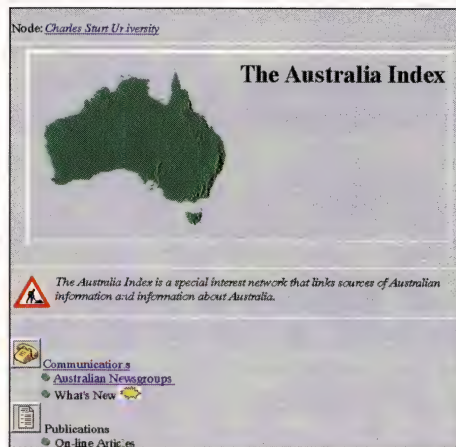 Node: Charles Sturt University
The Australia Index
The Australia Index is a special interest network that links sources of Australian
information and information about Australia.
Communications
Australian Newsgroups
What's New
Publications
On-line Articles